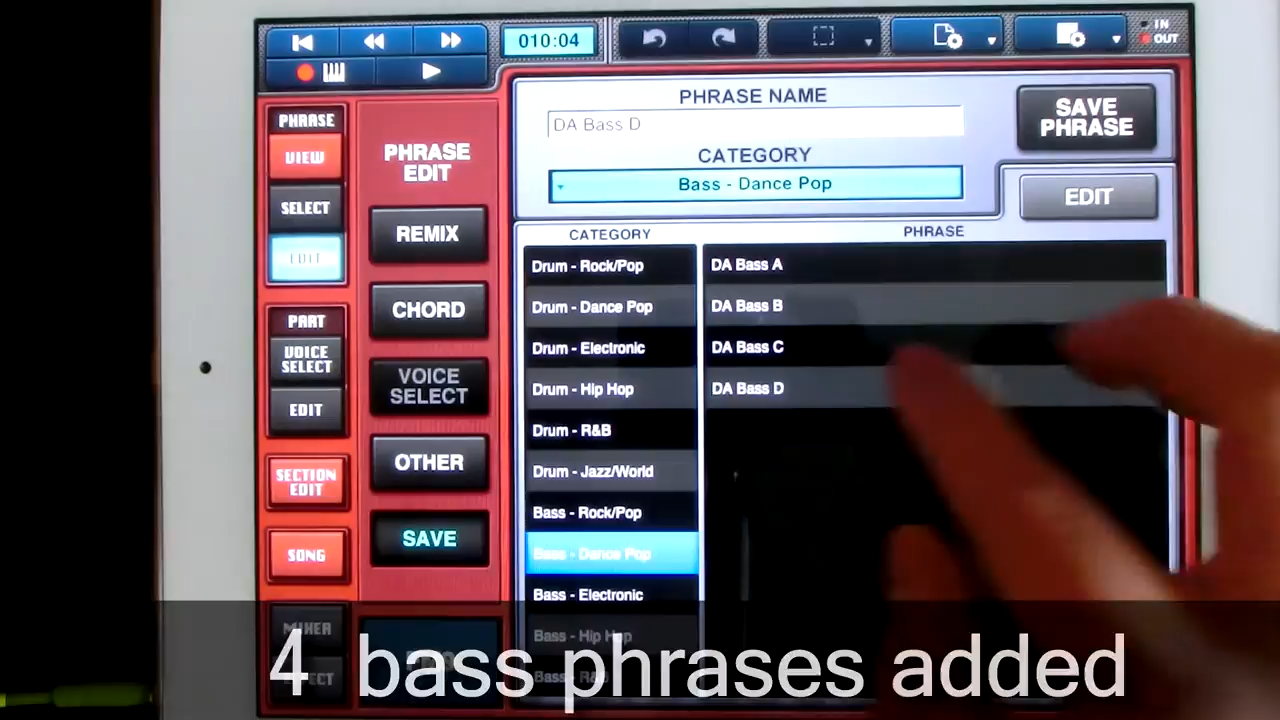 010:04
IN
OUT
PHRASE
VIEW
SELECT
EDIT
PART
VOICE
SELECT
EDIT
SECTION
EDIT
SONG
MIXER
PHRASE
EDIT
REMIX
CHORD
VOICE
SELECT
OTHER
SAVE
PHRASE NAME
DA Bass D
CATEGORY
Bass - Dance Pop
SAVE
PHRASE
EDIT
CATEGORY
Drum - Rock/Pop
Drum - Dance Pop
Drum - Electronic
Drum - Hip Hop
Drum - R&B
Drum - Jazz/World
Bass - Rock/Pop
Bass - Dance Pop
Bass - Electronic
Bass - Hip Hop
Bass - R&B
PHRASE
DA Bass A
DA Bass B
DA Bass C
DA Bass D
4 bass phrases added